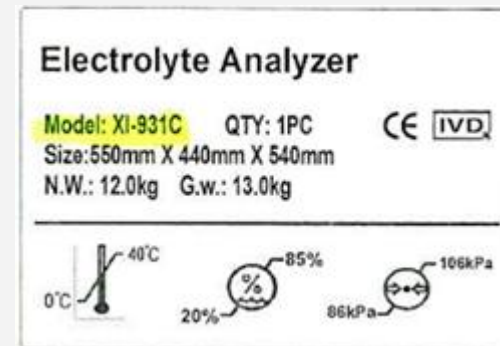 Electrolyte Analyzer
Model: XI-931C QTY: 1PC CE IVD
Size:550mm X 440mm X 540mm
N.W.: 12.0kg G.w.: 13.0kg
40°C 85% 106kPa
0°C % 20% 86kPa